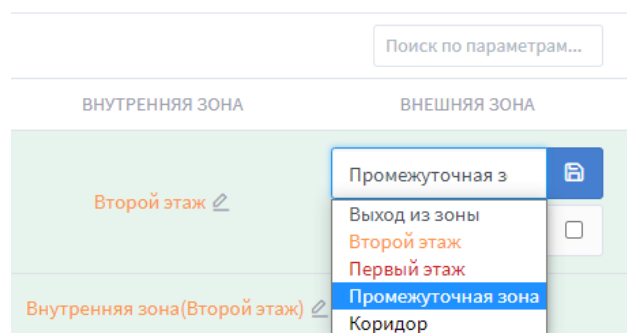 Поиск по параметрам...
ВНУТРЕННЯЯ ЗОНА ВНЕШНЯЯ ЗОНА
Промежуточная з
Второй этаж
Выход из зоны
Второй этаж
Первый этаж
Промежуточная зона
Внутренняя зона(Второй этаж)
Коридор